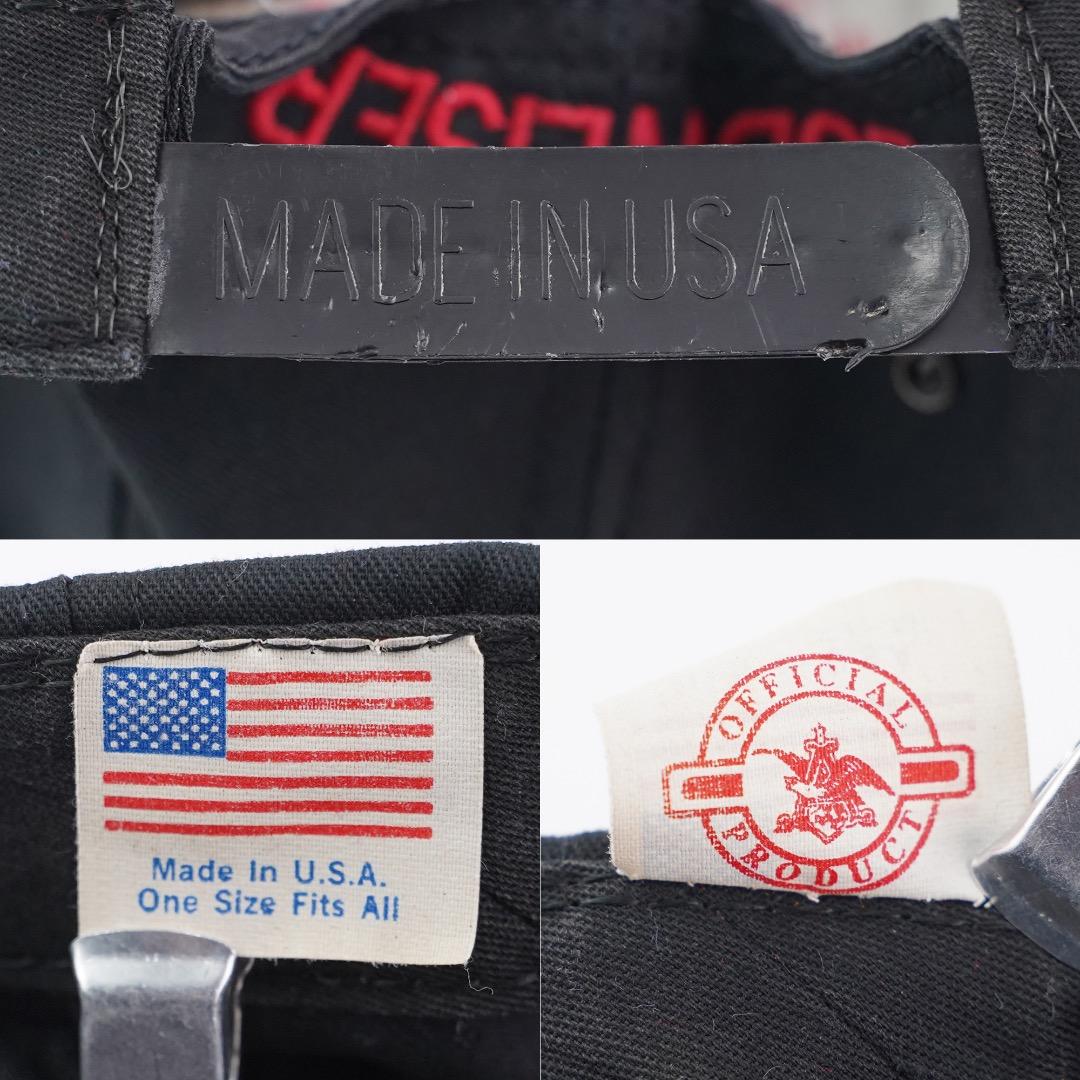 MADE IN USA
Made In U.S.A.
One Size Fits All
OFFICIAL
PRODUCT